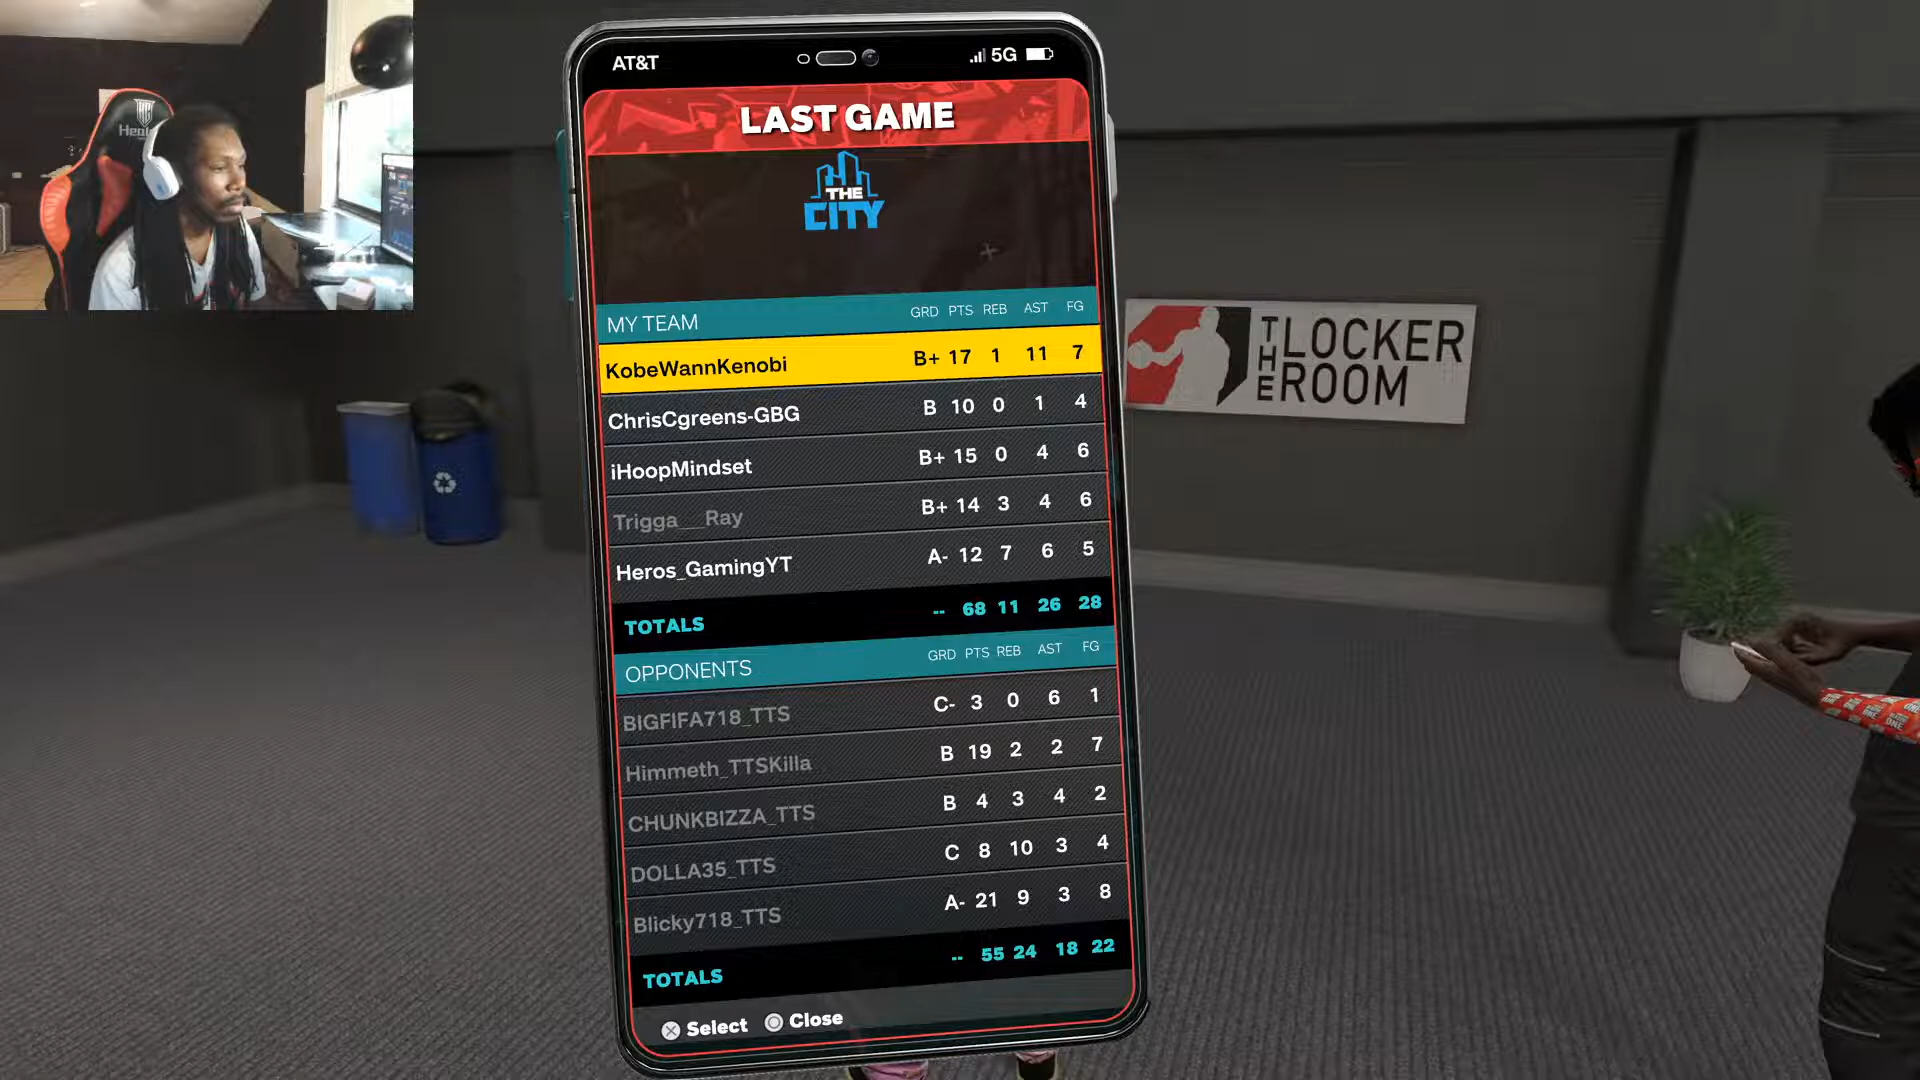 AT&T
5G
LAST GAME
THE
CITY
MY TEAM GRD PTS REB AST FG
KobeWannKenobi B+ 17 1 11 7
ChrisCgreens-GBG B 10 0 1 4
iHoopMindset B+ 15 0 4 6
Trigga__Ray B+ 14 3 4 6
Heros_GamingYT A- 12 7 6 5
TOTALS -- 68 11 26 28
OPPONENTS GRD PTS REB AST FG
BIGFIFA718_TTS C- 3 0 6 1
Himmeth_TTSKilla B 19 2 2 7
CHUNKBIZZA_TTS B 4 3 4 2
DOLLA35_TTS C 8 10 3 4
Blicky718_TTS A- 21 9 3 8
TOTALS -- 55 24 18 22
Select Close
THE LOCKER
ROOM